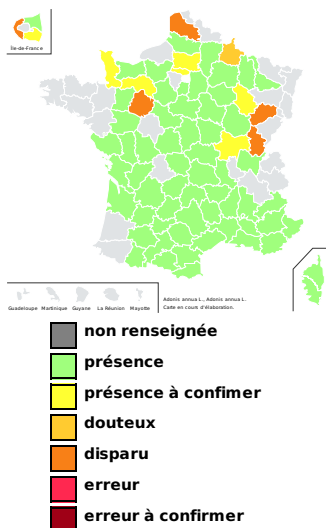 Île-de-France
Guadeloupe Martinique Guyane La Réunion Mayotte
Adonis annua L., Adonis annua L.
Carte en cours d'élaboration.
non renseignée
présence
présence à confimer
douteux
disparu
erreur
erreur à confirmer